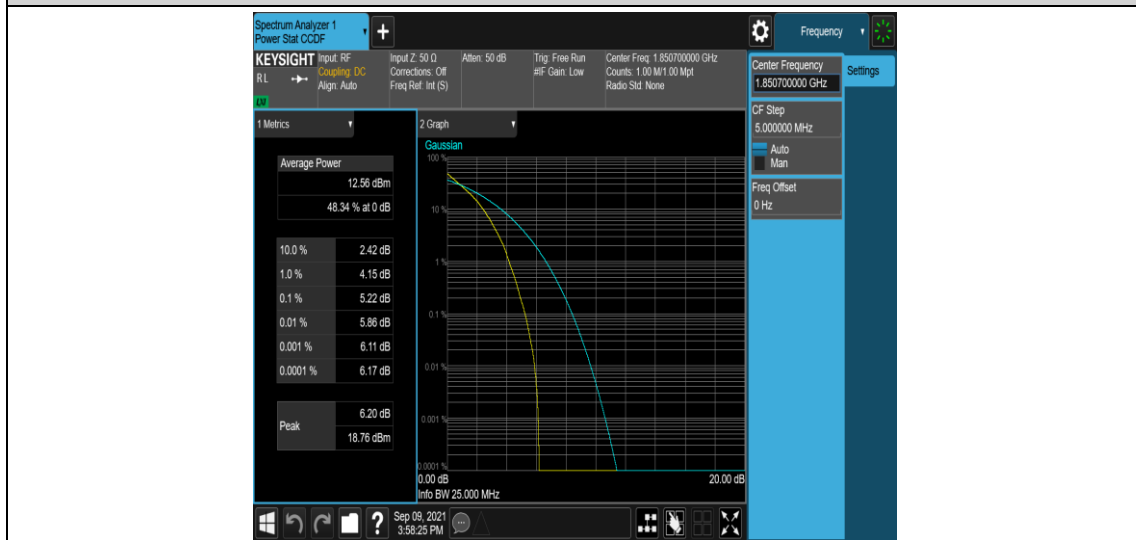 Spectrum Analyzer 1
Power Stat CCDF
+
Frequency
KEYSIGHT
RL
LXI
Input: RF
Coupling: DC
Align: Auto
Input Z: 50 Ω
Corrections: Off
Freq Ref: Int (S)
Atten: 50 dB
Trig: Free Run
#IF Gain: Low
Center Freq: 1.850700000 GHz
Counts: 1.00 M/1.00 Mpt
Radio Std: None
Center Frequency
1.850700000 GHz
Settings
CF Step
5.000000 MHz
Auto
Man
Freq Offset
0 Hz
1 Metrics
Average Power
12.56 dBm
48.34 % at 0 dB
10.0 % 2.42 dB
1.0 % 4.15 dB
0.1 % 5.22 dB
0.01 % 5.86 dB
0.001 % 6.11 dB
0.0001 % 6.17 dB
Peak
6.20 dB
18.76 dBm
2 Graph
Gaussian
100 %
10 %
1 %
0.1 %
0.01 %
0.001 %
0.0001 %
0.00 dB 20.00 dB
Info BW 25.000 MHz
?
Sep 09, 2021
3:58:25 PM